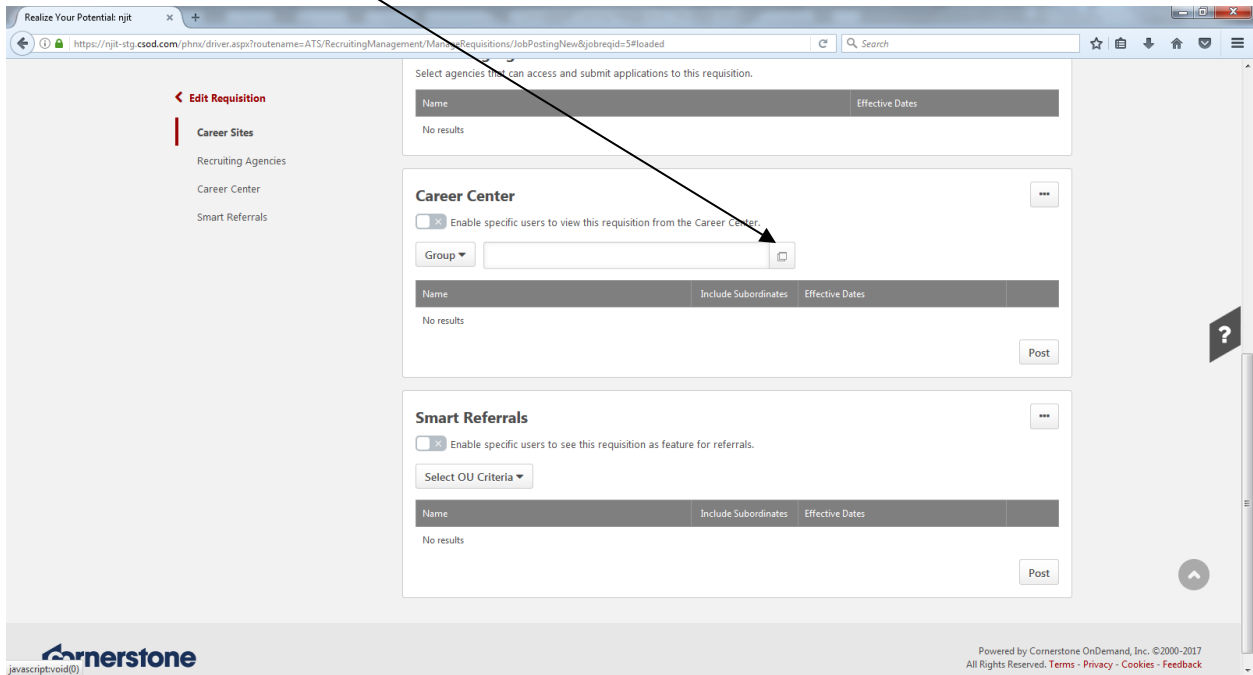 Realize Your Potential: njit
https://njit-stg.csod.com/phnx/driver.aspx?routename=ATS/RecruitingManagement/ManageRequisitions/JobPostingNew&jobreqid=5#loaded
Search
Select agencies that can access and submit applications to this requisition.
Edit Requisition
Career Sites
Recruiting Agencies
Career Center
Smart Referrals
Name Effective Dates
No results
Career Center
Enable specific users to view this requisition from the Career Center.
Group
Name Include Subordinates Effective Dates
No results
Post
?
Smart Referrals
Enable specific users to see this requisition as feature for referrals.
Select OU Criteria
Name Include Subordinates Effective Dates
No results
Post
Cornerstone
javascript:void(0)
Powered by Cornerstone OnDemand, Inc. ©2000-2017
All Rights Reserved. Terms - Privacy - Cookies - Feedback